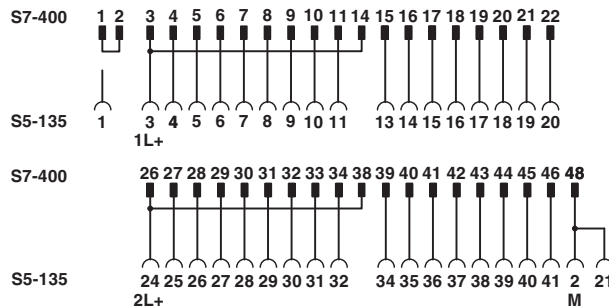 S7-400 1 2 3 4 5 6 7 8 9 10 11 14 15 16 17 18 19 20 21 22
S5-135 1 3 4 5 6 7 8 9 10 11 13 14 15 16 17 18 19 20
1L+
S7-400 26 27 28 29 30 31 32 33 34 38 39 40 41 42 43 44 45 46 48
S5-135 24 25 26 27 28 29 30 31 32 34 35 36 37 38 39 40 41 2 21
2L+ M